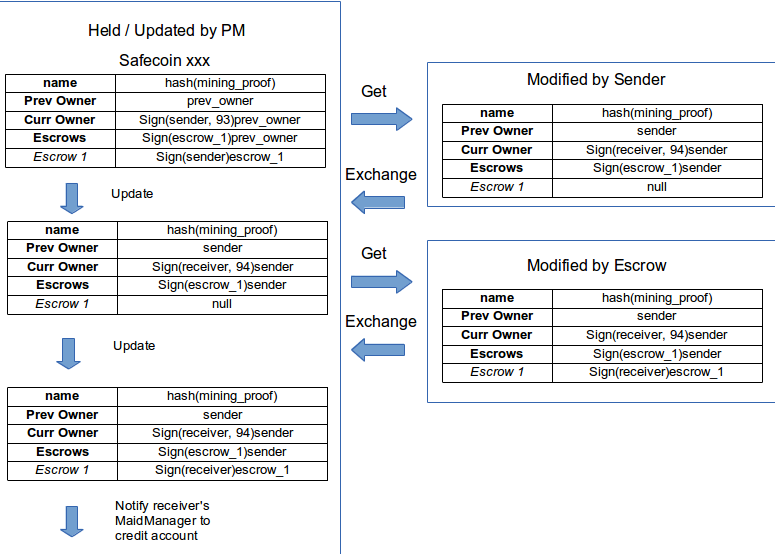 Held / Updated by PM
Safecoin xxx
name hash(mining_proof)
Prev Owner prev_owner
Curr Owner Sign(sender, 93)prev_owner
Escrows Sign(escrow_1)prev_owner
Escrow 1 Sign(sender)escrow_1
Update
name hash(mining_proof)
Prev Owner sender
Curr Owner Sign(receiver, 94)sender
Escrows Sign(escrow_1)sender
Escrow 1 null
Update
name hash(mining_proof)
Prev Owner sender
Curr Owner Sign(receiver, 94)sender
Escrows Sign(escrow_1)sender
Escrow 1 Sign(receiver)escrow_1
Notify receiver's
MaidManager to
credit account
Get
Exchange
Get
Exchange
Modified by Sender
name hash(mining_proof)
Prev Owner sender
Curr Owner Sign(receiver, 94)sender
Escrows Sign(escrow_1)sender
Escrow 1 null
Modified by Escrow
name hash(mining_proof)
Prev Owner sender
Curr Owner Sign(receiver, 94)sender
Escrows Sign(escrow_1)sender
Escrow 1 Sign(receiver)escrow_1